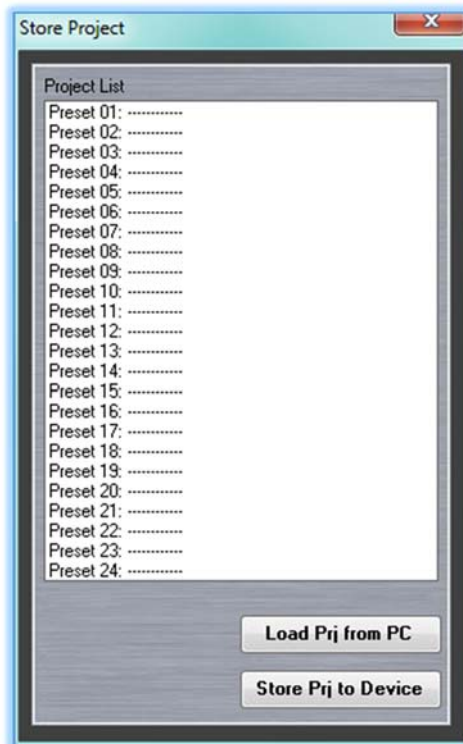 Store Project
Project List
Preset 01: -----------
Preset 02: -----------
Preset 03: -----------
Preset 04: -----------
Preset 05: -----------
Preset 06: -----------
Preset 07: -----------
Preset 08: -----------
Preset 09: -----------
Preset 10: -----------
Preset 11: -----------
Preset 12: -----------
Preset 13: -----------
Preset 14: -----------
Preset 15: -----------
Preset 16: -----------
Preset 17: -----------
Preset 18: -----------
Preset 19: -----------
Preset 20: -----------
Preset 21: -----------
Preset 22: -----------
Preset 23: -----------
Preset 24: -----------
Load Prj from PC
Store Prj to Device